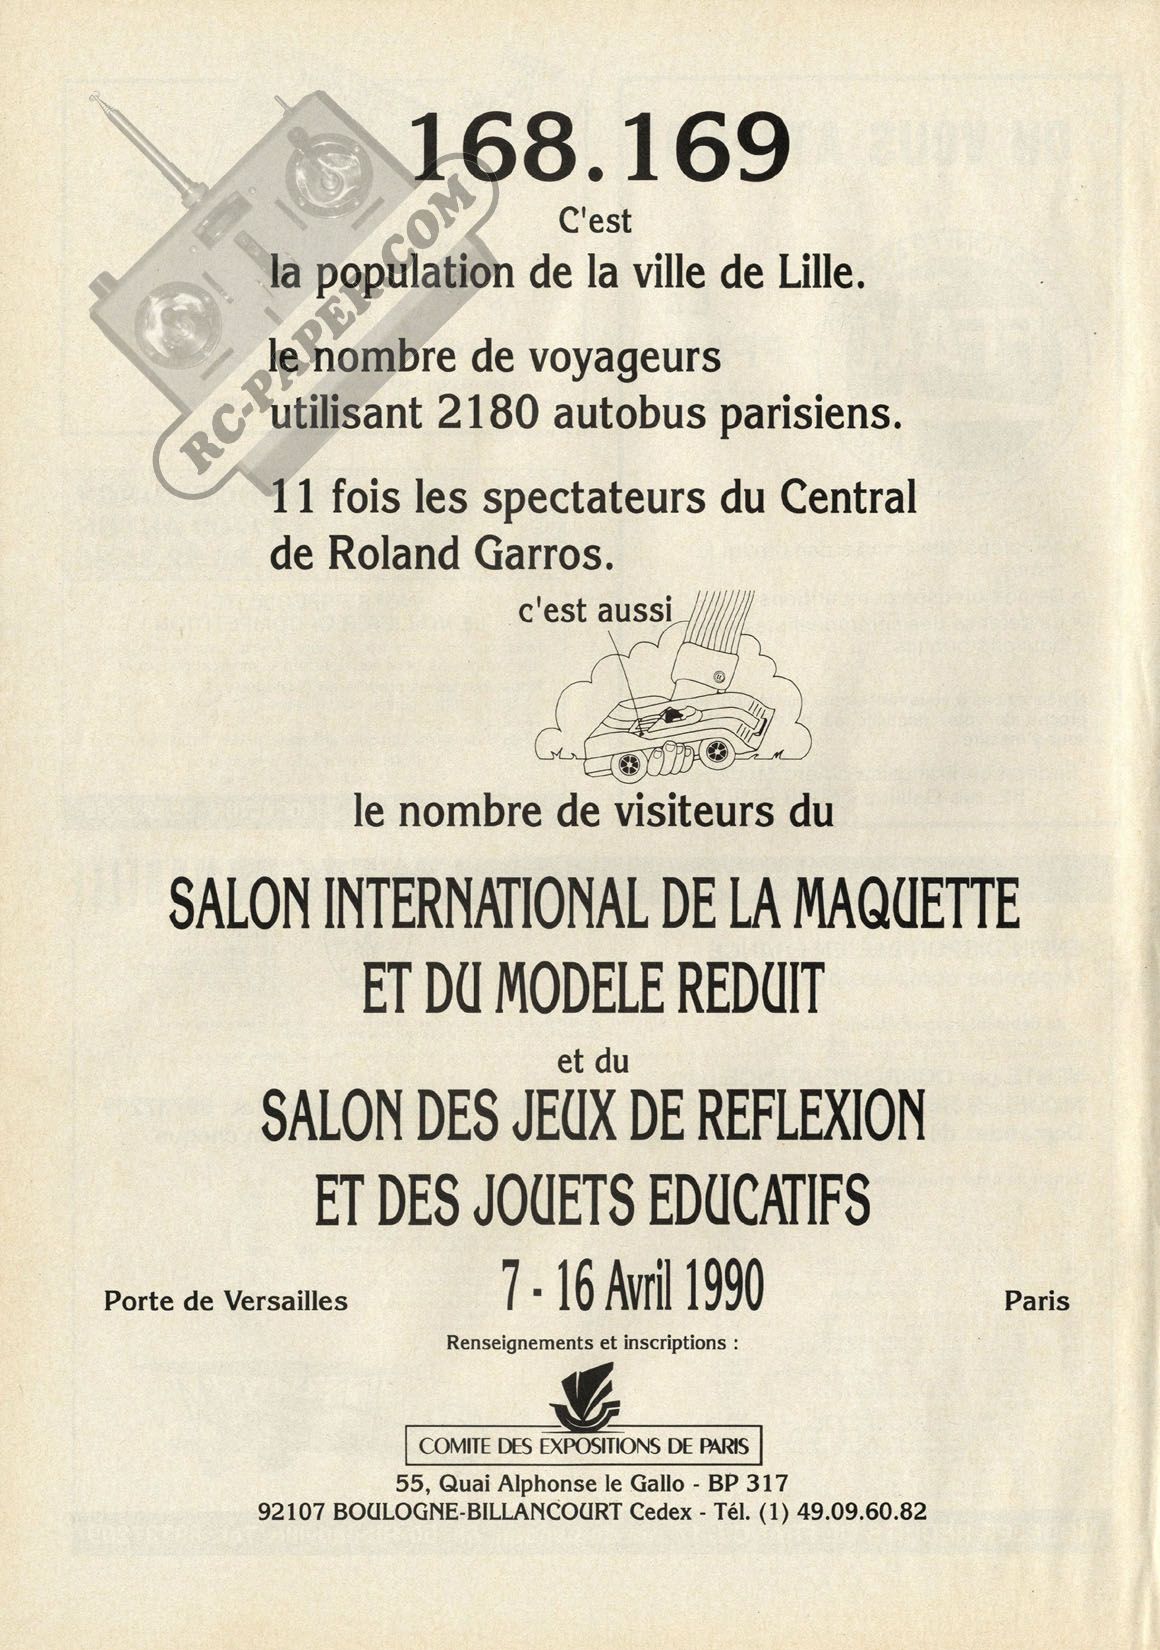 168.169
C'est
la population de la ville de Lille.
le nombre de voyageurs
utilisant 2180 autobus parisiens.
11 fois les spectateurs du Central
de Roland Garros.
c'est aussi
le nombre de visiteurs du
SALON INTERNATIONAL DE LA MAQUETTE
ET DU MODELE REDUIT
et du
SALON DES JEUX DE REFLEXION
ET DES JOUETS EDUCATIFS
7 - 16 Avril 1990
Porte de Versailles
Paris
Renseignements et inscriptions :
COMITE DES EXPOSITIONS DE PARIS
55, Quai Alphonse le Gallo - BP 317
92107 BOULOGNE-BILLANCOURT Cedex - Tél. (1) 49.09.60.82
RC-PAPER.COM